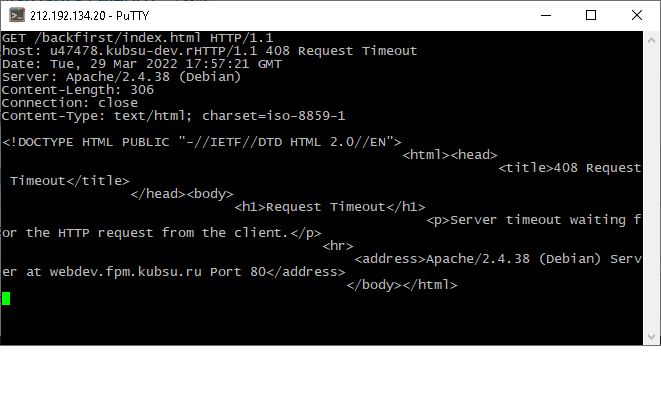 212.192.134.20 - PuTTY
GET /backfirst/index.html HTTP/1.1
host: u47478.kubsu-dev.rHTTP/1.1 408 Request Timeout
Date: Tue, 29 Mar 2022 17:57:21 GMT
Server: Apache/2.4.38 (Debian)
Content-Length: 306
Connection: close
Content-Type: text/html; charset=iso-8859-1
<!DOCTYPE HTML PUBLIC "-//IETF//DTD HTML 2.0//EN">
<html><head>
<title>408 Request
Timeout</title>
</head><body>
<h1>Request Timeout</h1>
<p>Server timeout waiting f
or the HTTP request from the client.</p>
<hr>
<address>Apache/2.4.38 (Debian) Serv
er at webdev.fpm.kubsu.ru Port 80</address>
</body></html>